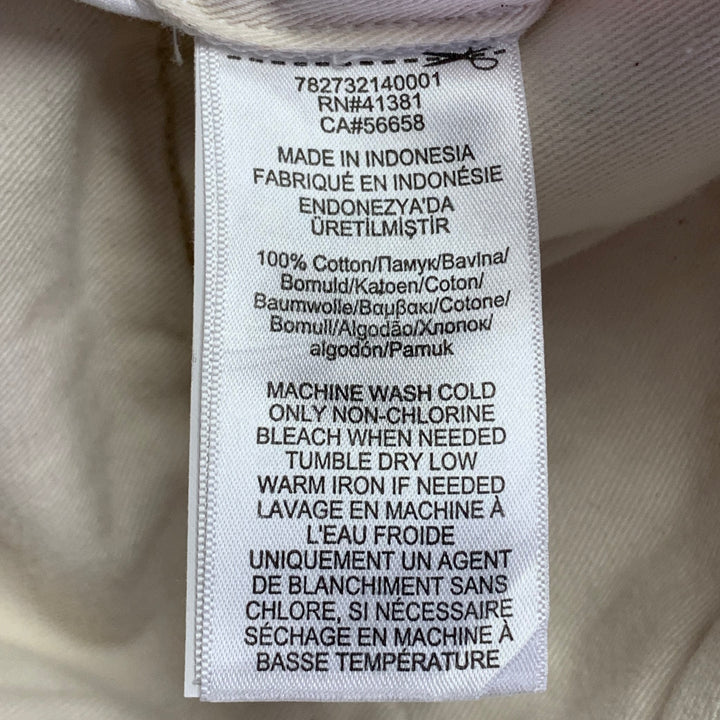 782732140001
RN#41381
CA#56658
MADE IN INDONESIA
FABRIQUÉ EN INDONÉSIE
ENDONEZYA'DA
ÜRETİLMİŞTİR
100% Cotton/Памук/Bavlna/
Bomuld/Katoen/Coton/
Baumwolle/Βαμβακι/Cotone/
Bomull/Algodão/Хлопок/
algodón/Pamuk
MACHINE WASH COLD
ONLY NON-CHLORINE
BLEACH WHEN NEEDED
TUMBLE DRY LOW
WARM IRON IF NEEDED
LAVAGE EN MACHINE À
L'EAU FROIDE
UNIQUEMENT UN AGENT
DE BLANCHIMENT SANS
CHLORE, SI NÉCESSAIRE
SÉCHAGE EN MACHINE À
BASSE TEMPÉRATURE